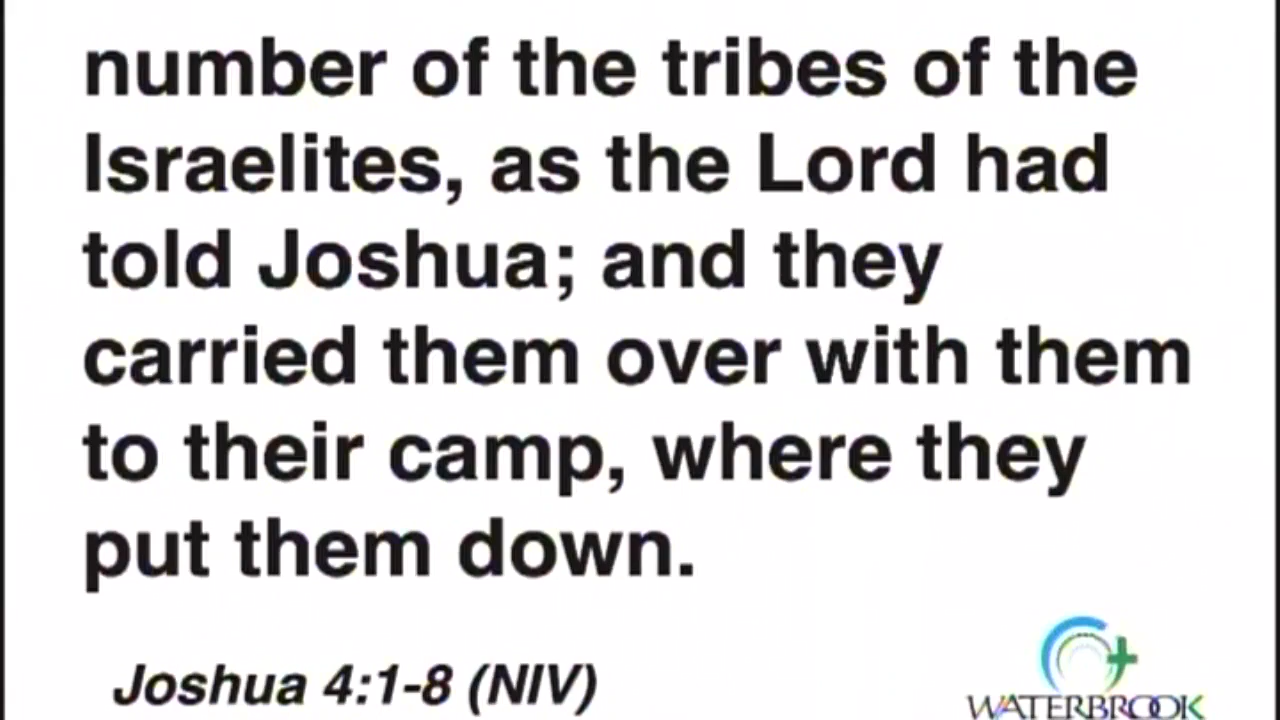 number of the tribes of the
Israelites, as the Lord had
told Joshua; and they
carried them over with them
to their camp, where they
put them down.
Joshua 4:1-8 (NIV)
WATERBROOK